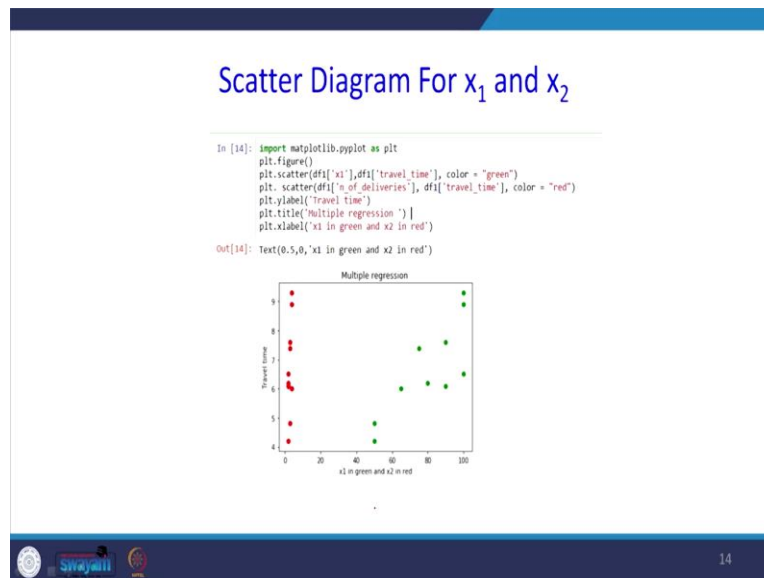 Scatter Diagram For x₁ and x₂
In [14]: import matplotlib.pyplot as plt
plt.figure()
plt.scatter(df1['x1'],df1['travel_time'], color = "green")
plt. scatter(df1['n_of_deliveries'], df1['travel_time'], color = "red")
plt.ylabel('Travel time')
plt.title('Multiple regression ')
plt.xlabel('x1 in green and x2 in red')
Out[14]: Text(0.5,0,'x1 in green and x2 in red')
Multiple regression
9
8
7
6
5
4
Travel time
0 20 40 60 80 100
x1 in green and x2 in red
swayam
14